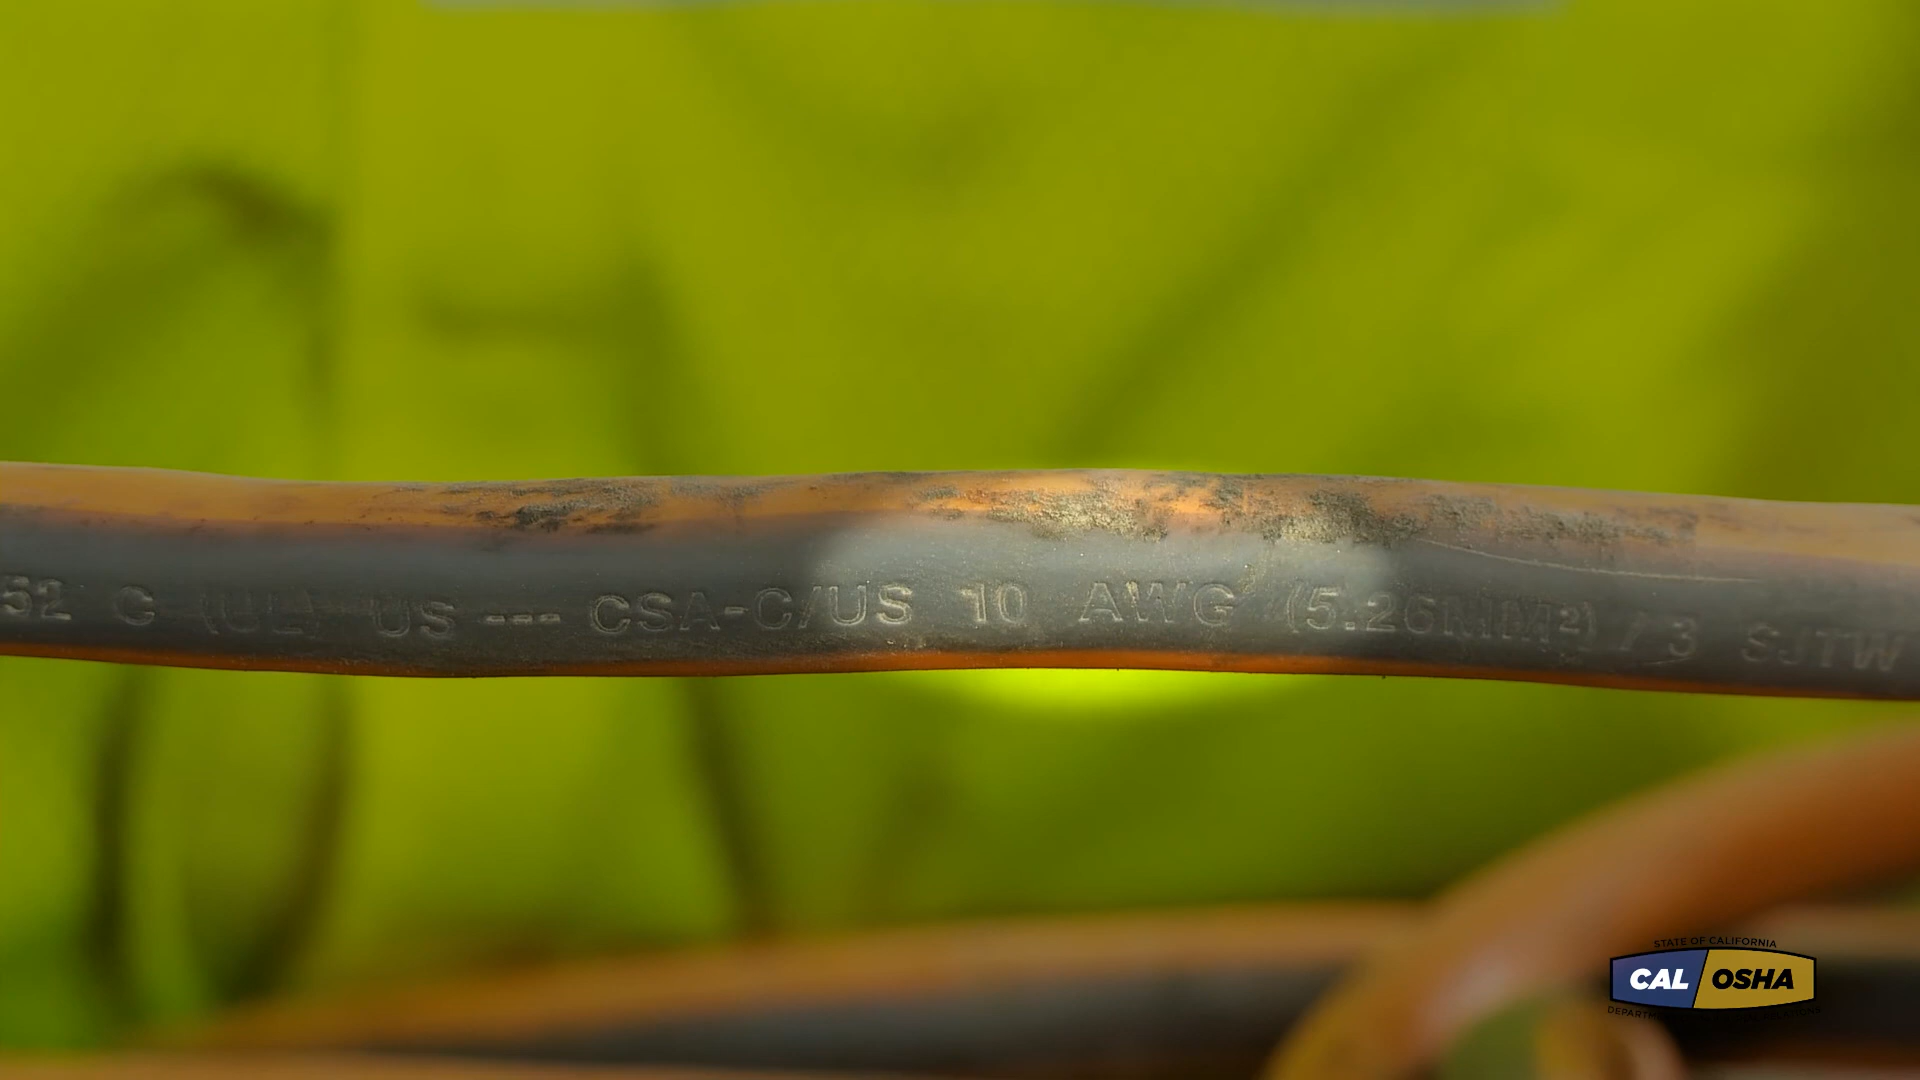 52 C (UL) US --- CSA-C/US 10 AWG (5.26MM²) / 3 SJTW
STATE OF CALIFORNIA
CAL OSHA